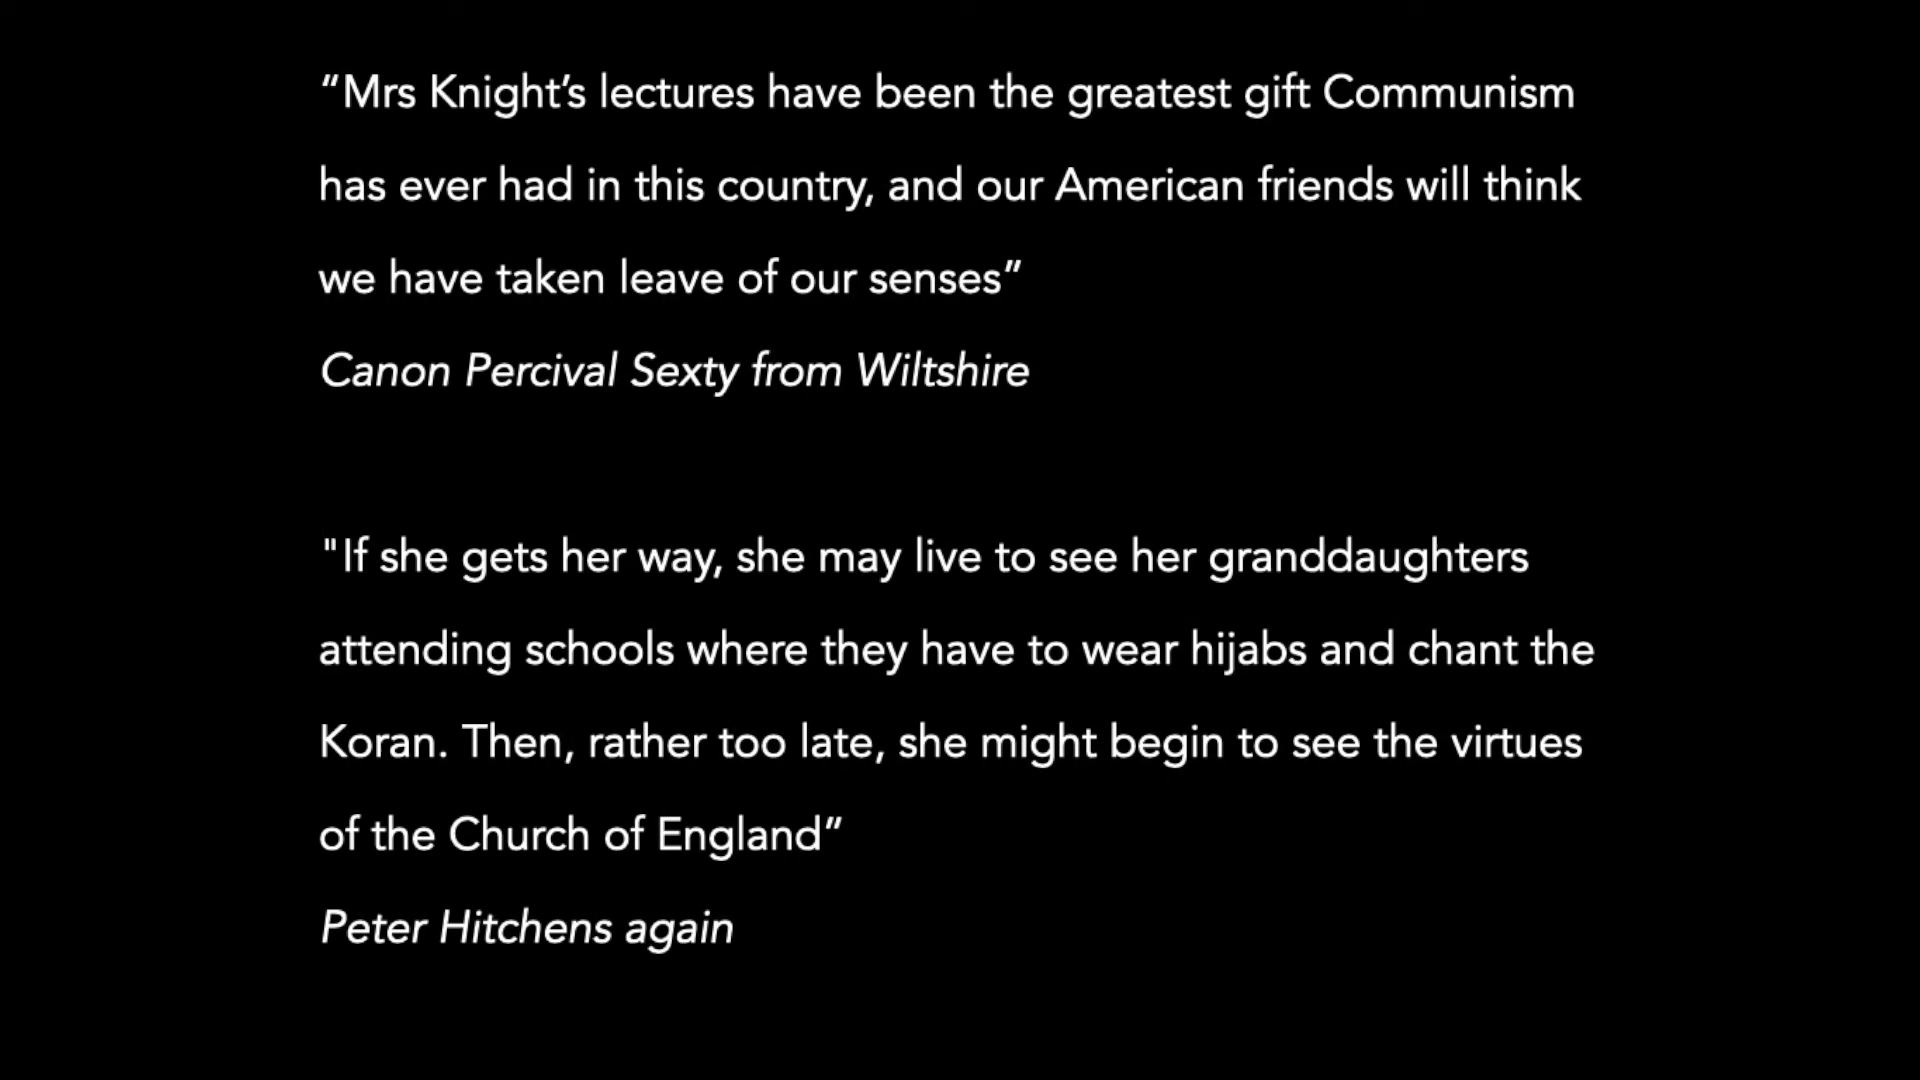 “Mrs Knight’s lectures have been the greatest gift Communism
has ever had in this country, and our American friends will think
we have taken leave of our senses”
Canon Percival Sexty from Wiltshire
"If she gets her way, she may live to see her granddaughters
attending schools where they have to wear hijabs and chant the
Koran. Then, rather too late, she might begin to see the virtues
of the Church of England”
Peter Hitchens again